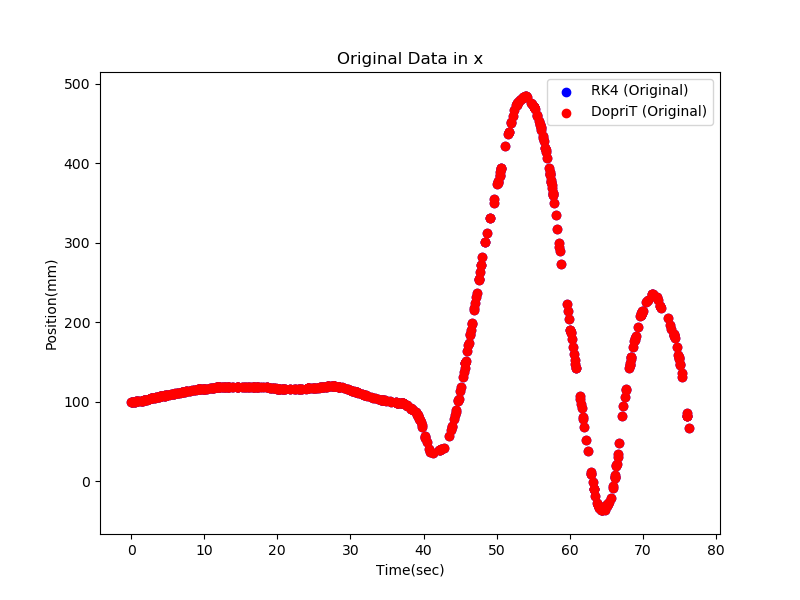 Original Data in x
RK4 (Original)
DopriT (Original)
Position(mm)
500
400
300
200
100
0
0 10 20 30 40 50 60 70 80
Time(sec)